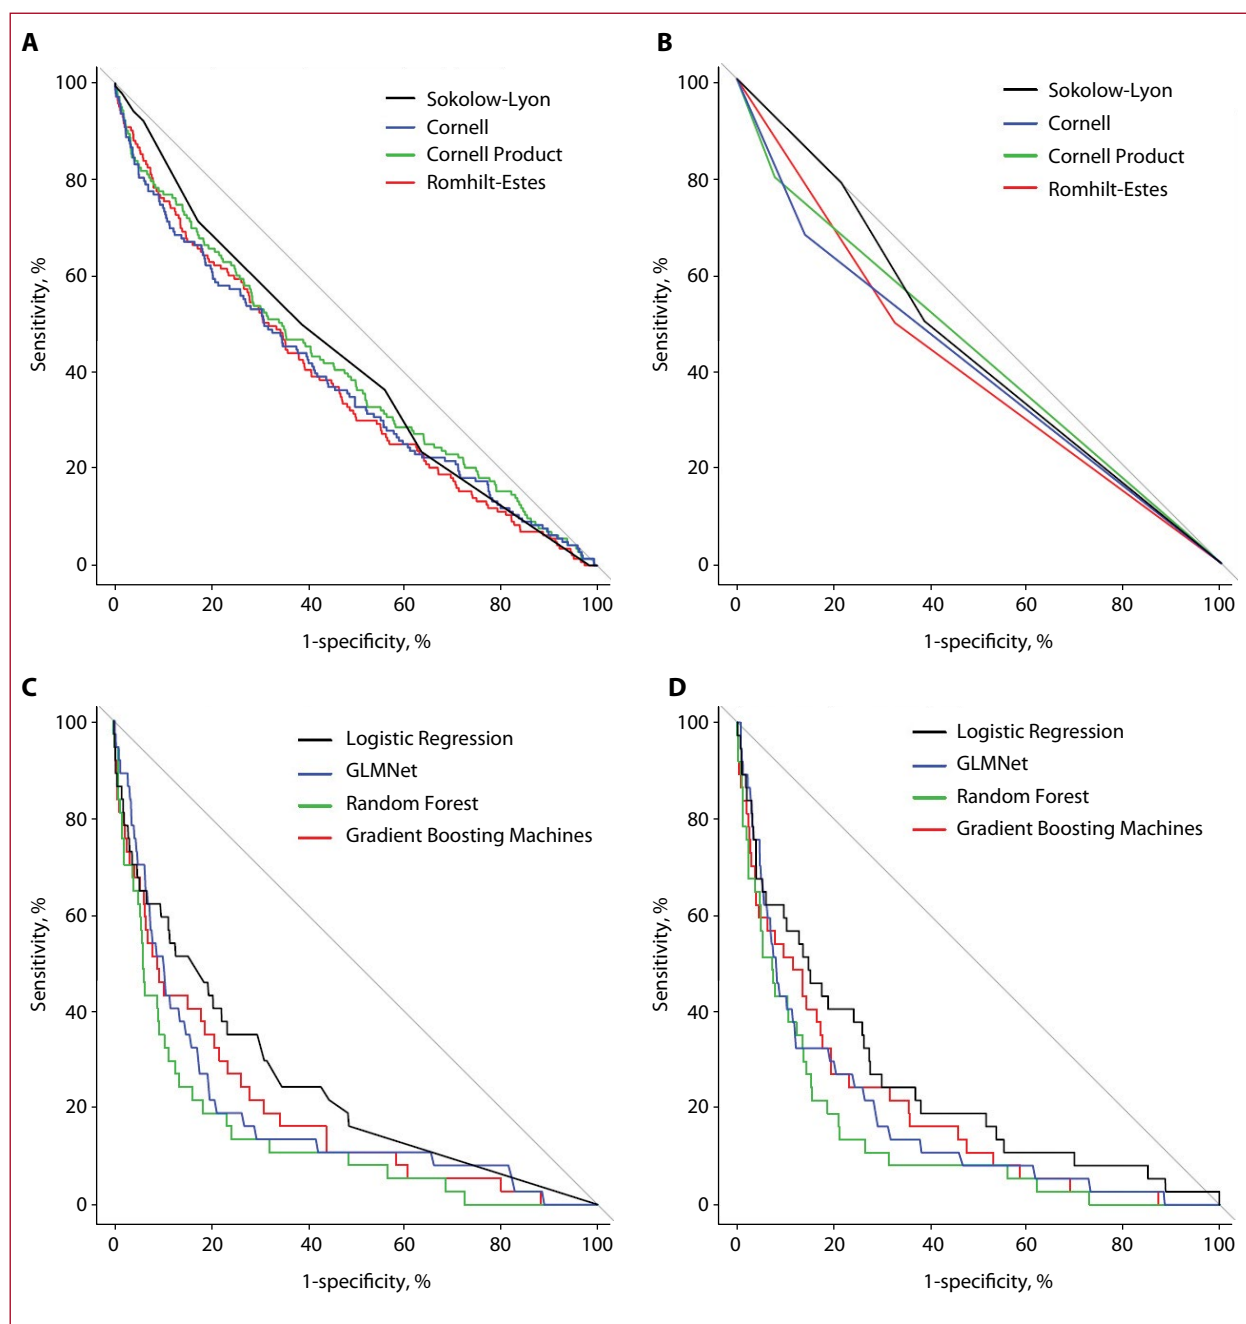 A
B
100
80
60
40
20
0
Sensitivity, %
Sokolow-Lyon
Cornell
Cornell Product
Romhilt-Estes
0 20 40 60 80 100
1-specificity, %
100
80
60
40
20
0
Sensitivity, %
Sokolow-Lyon
Cornell
Cornell Product
Romhilt-Estes
0 20 40 60 80 100
1-specificity, %
C
D
100
80
60
40
20
0
Sensitivity, %
Logistic Regression
GLMNet
Random Forest
Gradient Boosting Machines
0 20 40 60 80 100
1-specificity, %
100
80
60
40
20
0
Sensitivity, %
Logistic Regression
GLMNet
Random Forest
Gradient Boosting Machines
0 20 40 60 80 100
1-specificity, %